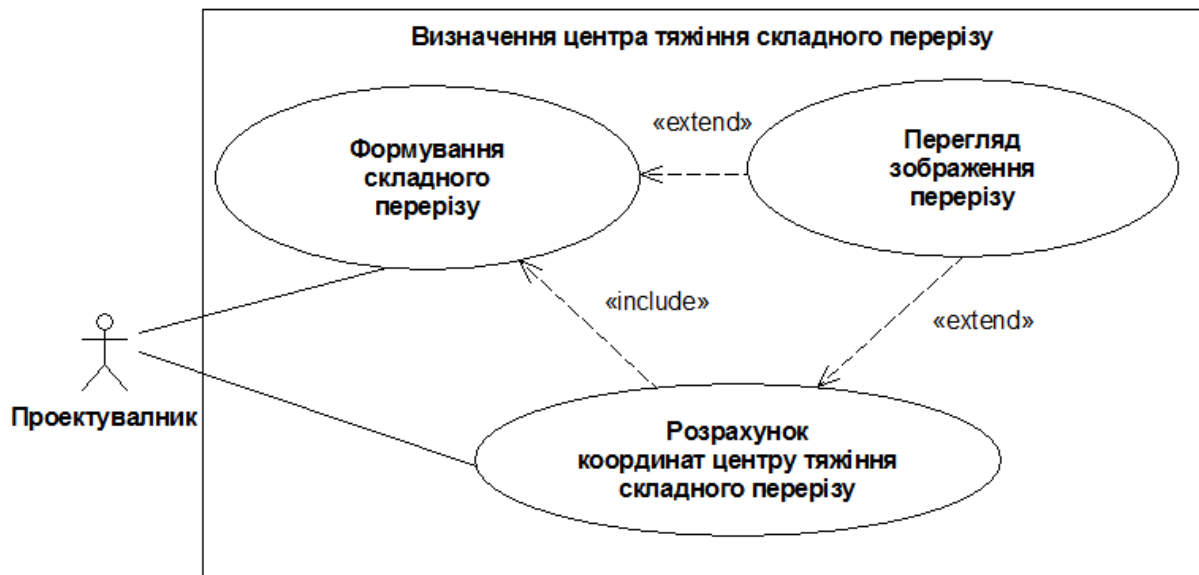 Визначення центра тяжіння складного перерізу
Формування
складного
перерізу
«extend»
Перегляд
зображення
перерізу
«include»
«extend»
Проектувалник
Розрахунок
координат центру тяжіння
складного перерізу